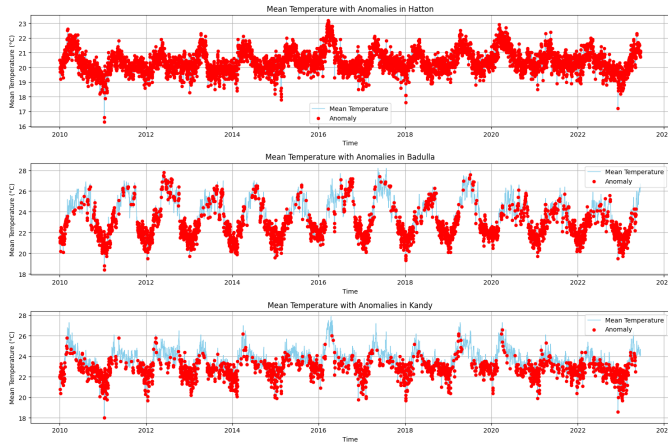 Mean Temperature with Anomalies in Hatton
Mean Temperature (°C)
23
22
21
20
19
18
17
16
Mean Temperature
Anomaly
2010 2012 2014 2016 2018 2020 2022 202
Time
Mean Temperature with Anomalies in Badulla
Mean Temperature (°C)
28
26
24
22
20
18
Mean Temperature
Anomaly
2010 2012 2014 2016 2018 2020 2022 202
Time
Mean Temperature with Anomalies in Kandy
Mean Temperature (°C)
28
26
24
22
20
18
Mean Temperature
Anomaly
2010 2012 2014 2016 2018 2020 2022 202
Time